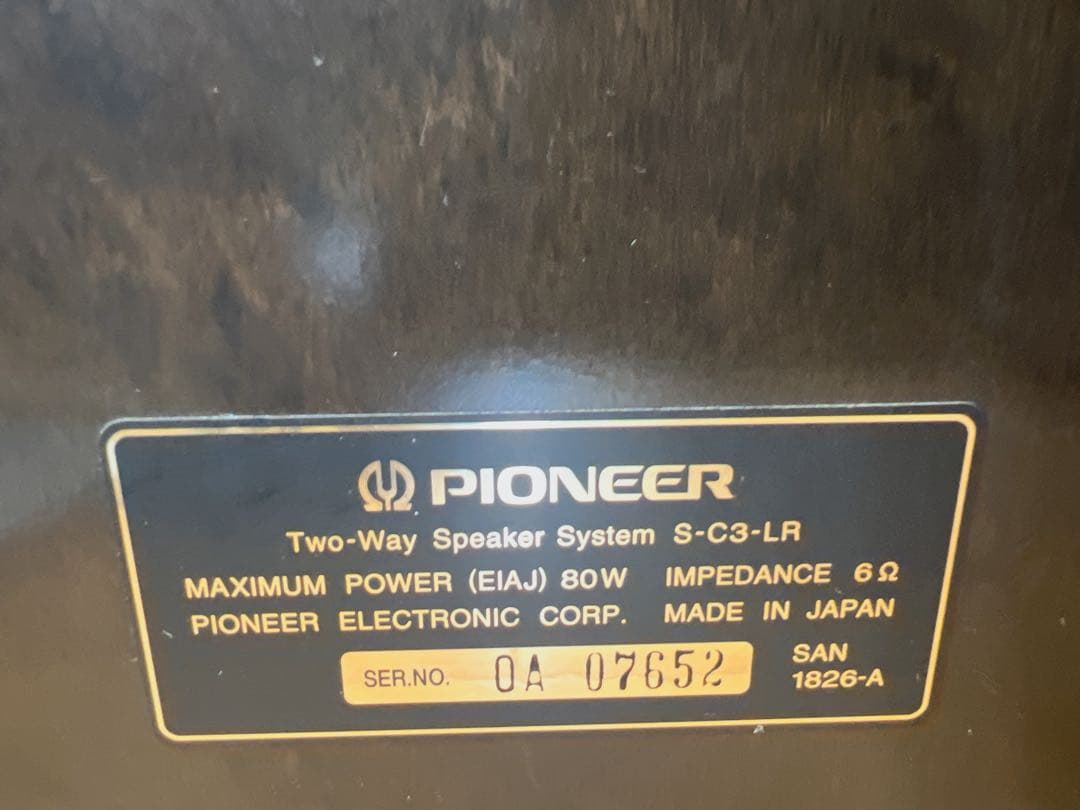 PIONEER
Two-Way Speaker System S-C3-LR
MAXIMUM POWER (EIAJ) 80W IMPEDANCE 6Ω
PIONEER ELECTRONIC CORP. MADE IN JAPAN
SER.NO. OA 07652
SAN
1826-A